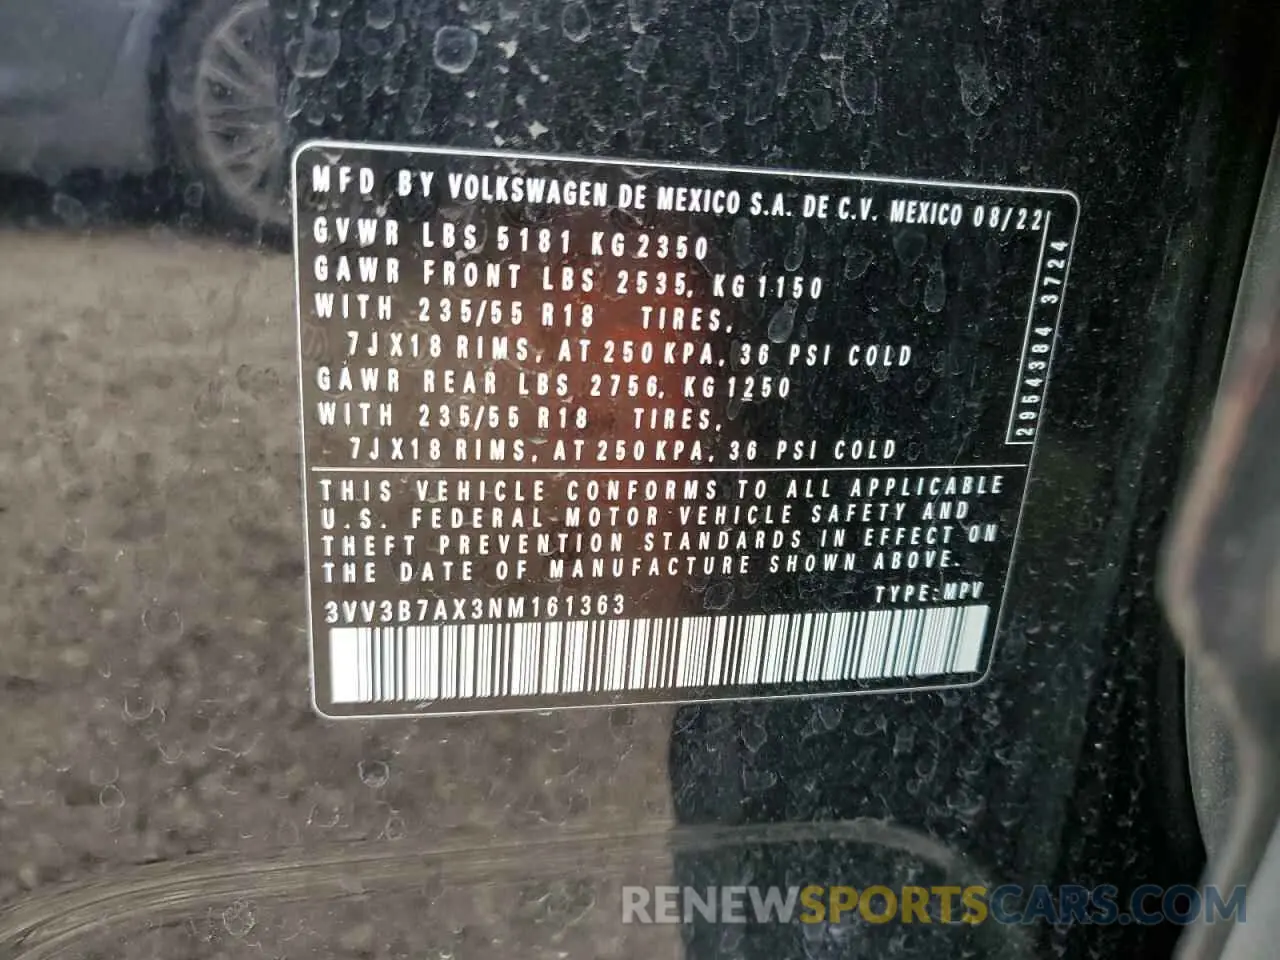 MFD BY VOLKSWAGEN DE MEXICO S.A. DE C.V. MEXICO 08/22
GVWR LBS 5181 KG 2350
GAWR FRONT LBS 2535, KG 1150
WITH 235/55 R18 TIRES,
7JX18 RIMS, AT 250 KPA, 36 PSI COLD
GAWR REAR LBS 2756, KG 1250
WITH 235/55 R18 TIRES,
7JX18 RIMS, AT 250 KPA, 36 PSI COLD
2954384 3724
THIS VEHICLE CONFORMS TO ALL APPLICABLE
U.S. FEDERAL MOTOR VEHICLE SAFETY AND
THEFT PREVENTION STANDARDS IN EFFECT ON
THE DATE OF MANUFACTURE SHOWN ABOVE.
3VV3B7AX3NM161363 TYPE: MPV
RENEWSPORTSCARS.COM